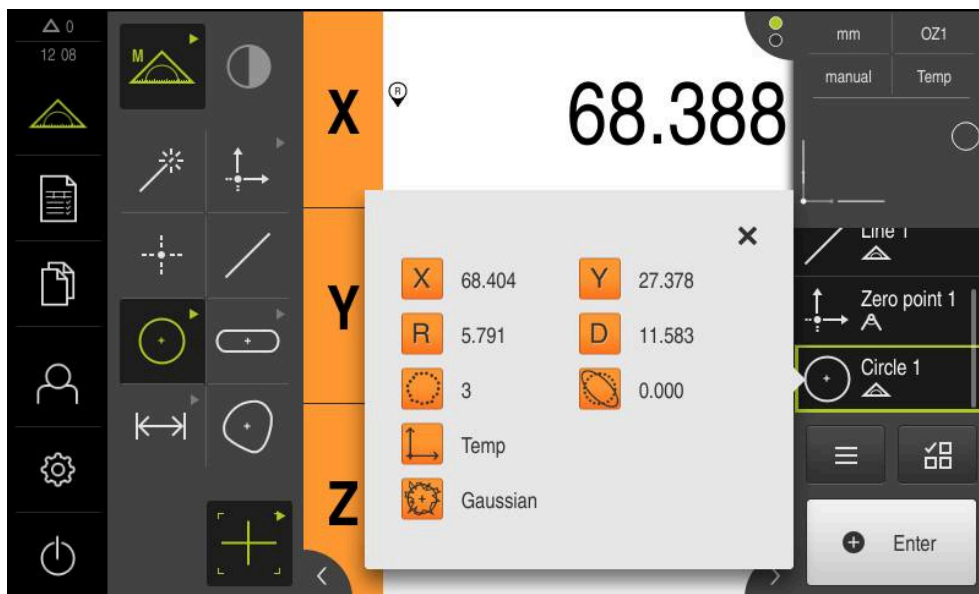 0
12 08
M
X
R
68.388
Y
Z
mm
OZ1
manual
Temp
X
68.404
Y
27.378
R
5.791
D
11.583
3
0.000
Temp
Gaussian
Line 1
Zero point 1
Circle 1
Enter